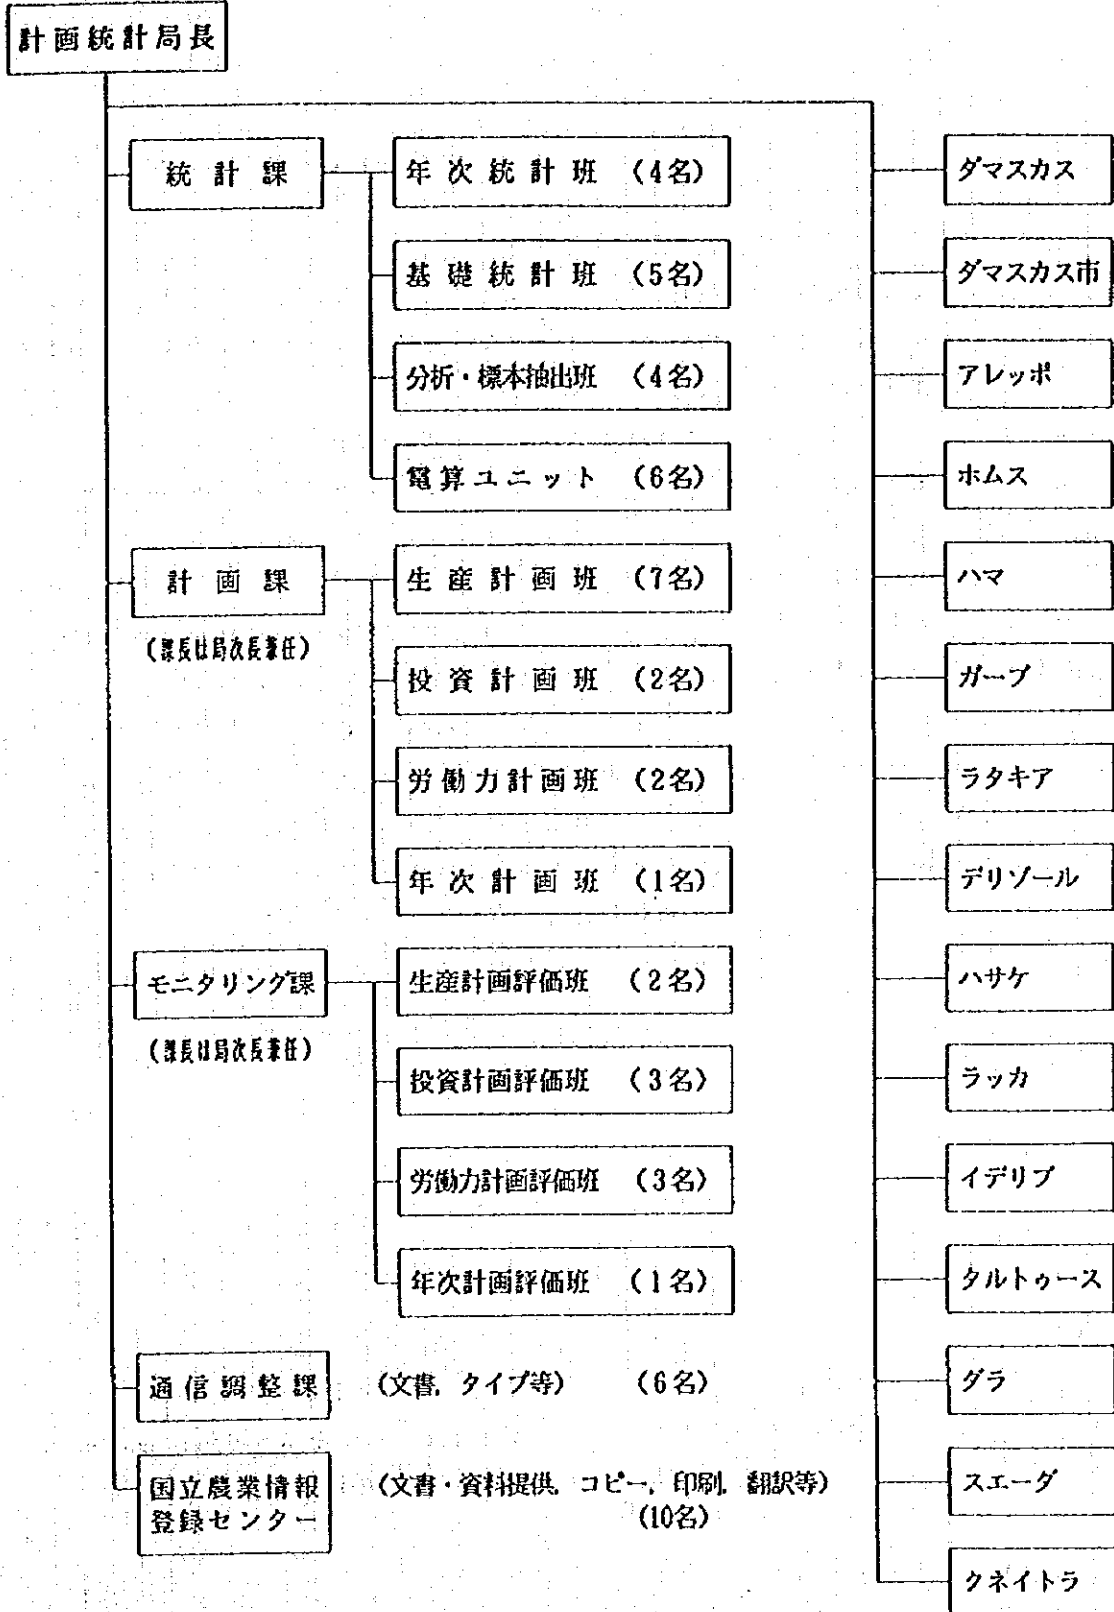 計画統計局長
統計課
年次統計班 (4名)
基礎統計班 (5名)
分析・標本抽出班 (4名)
電算ユニット (6名)
計画課
(課長は局次長兼任)
生産計画班 (7名)
投資計画班 (2名)
労働力計画班 (2名)
年次計画班 (1名)
モニタリング課
(課長は局次長兼任)
生産計画評価班 (2名)
投資計画評価班 (3名)
労働力計画評価班 (3名)
年次計画評価班 (1名)
通信調整課 (文書, タイプ等) (6名)
国立農業情報
登録センター
(文書・資料提供, コピー, 印刷, 翻訳等)
(10名)
ダマスカス
ダマスカス市
アレッポ
ホムス
ハマ
ガーブ
ラタキア
デリゾール
ハサケ
ラッカ
イデリブ
タルトゥース
ダラ
スエーダ
クネイトラ